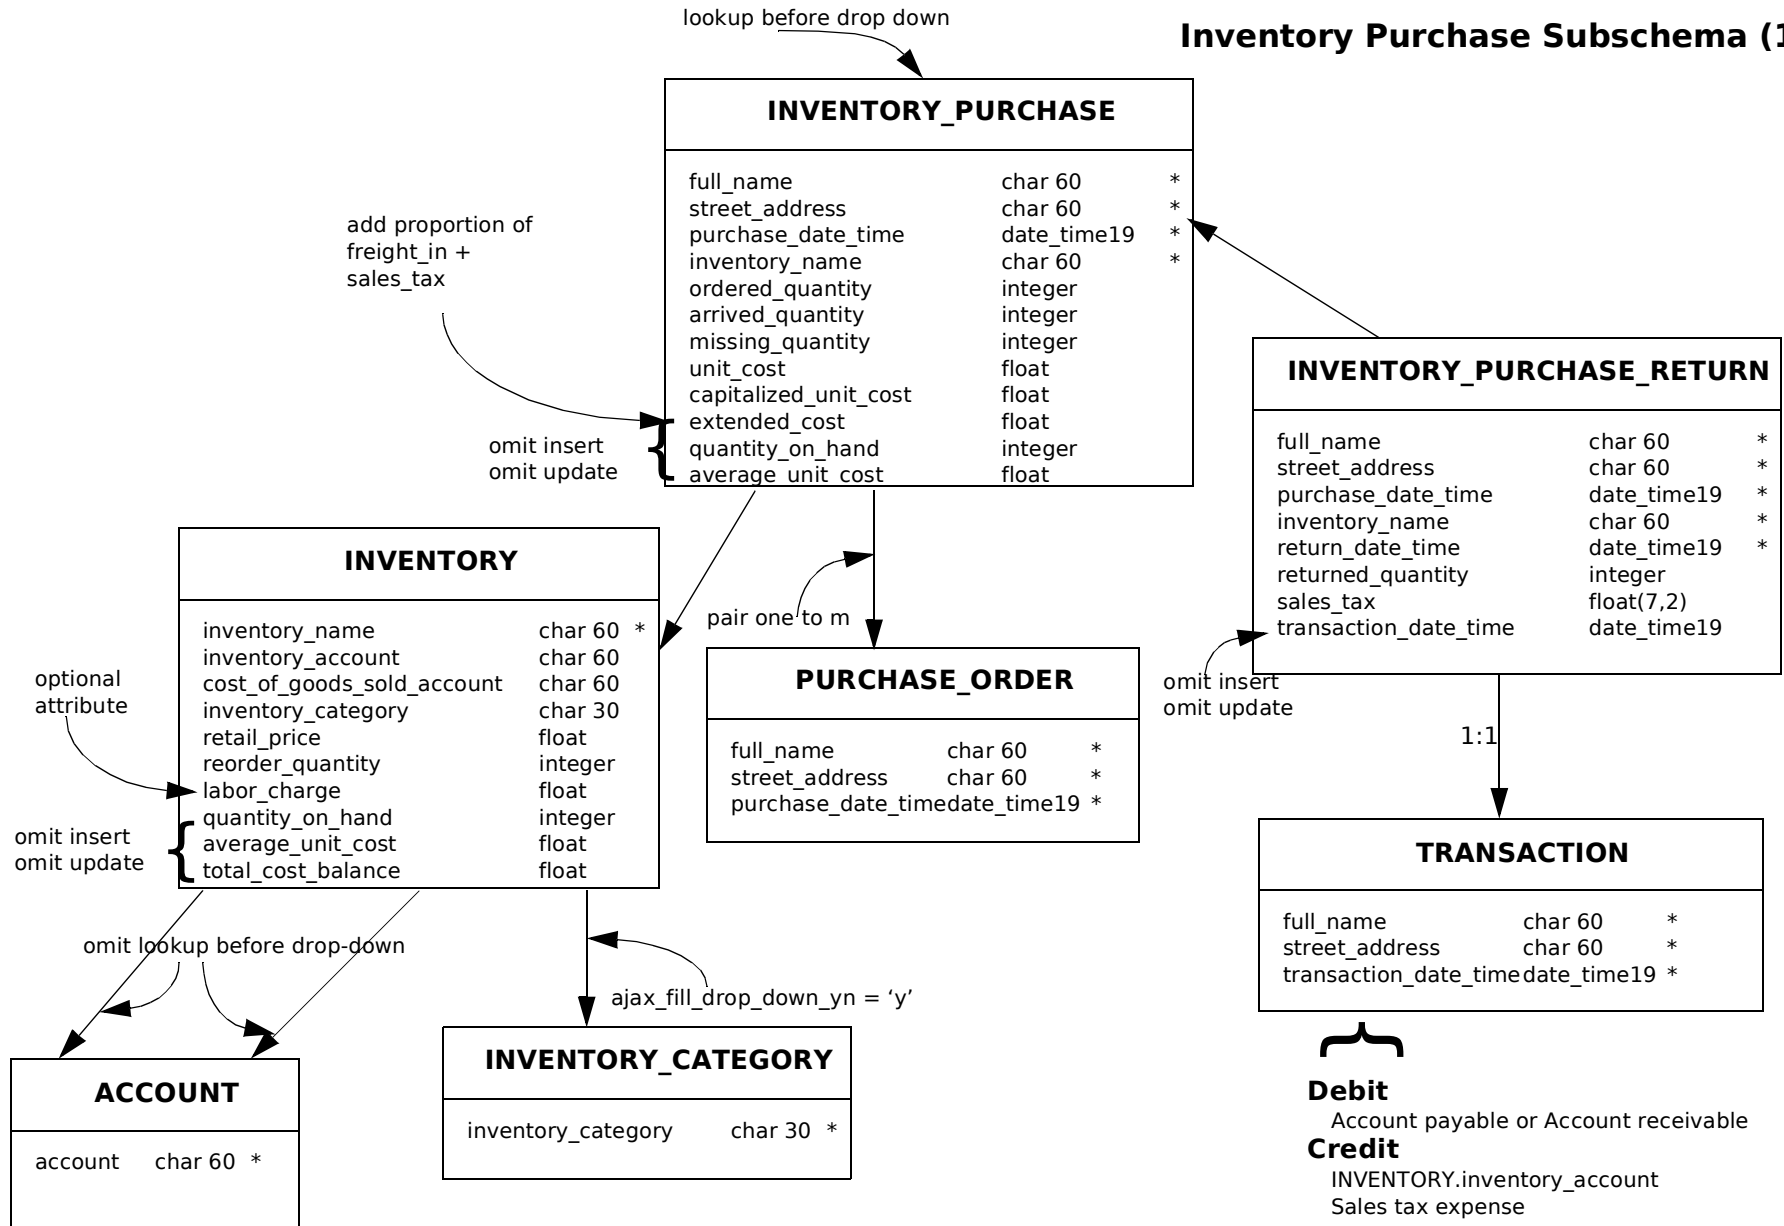 lookup before drop down
Inventory Purchase Subschema (1
INVENTORY_PURCHASE
full_name char 60 *
street_address char 60 *
purchase_date_time date_time19 *
inventory_name char 60 *
ordered_quantity integer
arrived_quantity integer
missing_quantity integer
unit_cost float
capitalized_unit_cost float
extended_cost float
quantity_on_hand integer
average_unit_cost float
add proportion of
freight_in +
sales_tax
omit insert
omit update
{
INVENTORY_PURCHASE_RETURN
full_name char 60 *
street_address char 60 *
purchase_date_time date_time19 *
inventory_name char 60 *
return_date_time date_time19 *
returned_quantity integer
sales_tax float(7,2)
transaction_date_time date_time19
omit insert
omit update
1:1
INVENTORY
inventory_name char 60 *
inventory_account char 60
cost_of_goods_sold_account char 60
inventory_category char 30
retail_price float
reorder_quantity integer
labor_charge float
quantity_on_hand integer
average_unit_cost float
total_cost_balance float
optional
attribute
omit insert
omit update
{
pair one to m
PURCHASE_ORDER
full_name char 60 *
street_address char 60 *
purchase_date_timedate_time19 *
TRANSACTION
full_name char 60 *
street_address char 60 *
transaction_date_timedate_time19 *
{
Debit
Account payable or Account receivable
Credit
INVENTORY.inventory_account
Sales tax expense
omit lookup before drop-down
ajax_fill_drop_down_yn = ‘y’
ACCOUNT
account char 60 *
INVENTORY_CATEGORY
inventory_category char 30 *